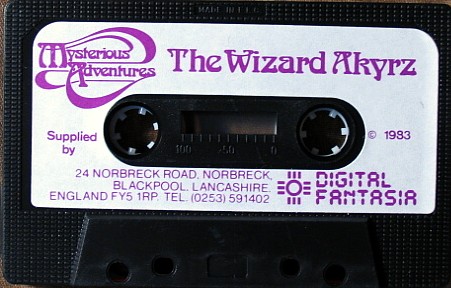 Mysterious
Adventures
The Wizard Akyrz
Supplied
by
© 1983
100 50 0
24 NORBRECK ROAD, NORBRECK,
BLACKPOOL, LANCASHIRE,
ENGLAND FY5 1RP. TEL. (0253) 591402
DIGITAL
FANTASIA